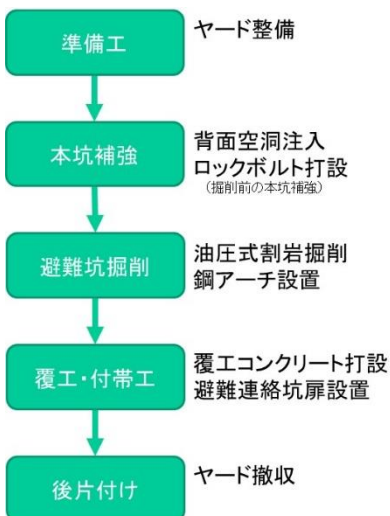 準備工
ヤード整備
本坑補強
背面空洞注入
ロックボルト打設
(掘削前の本坑補強)
避難坑掘削
油圧式割岩掘削
鋼アーチ設置
覆工・付帯工
覆工コンクリート打設
避難連絡坑扉設置
後片付け
ヤード撤収